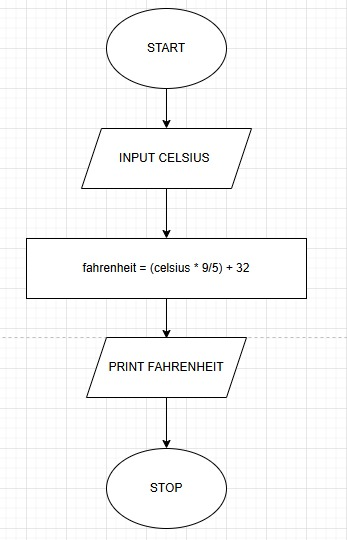 START
INPUT CELSIUS
fahrenheit = (celsius * 9/5) + 32
PRINT FAHRENHEIT
STOP